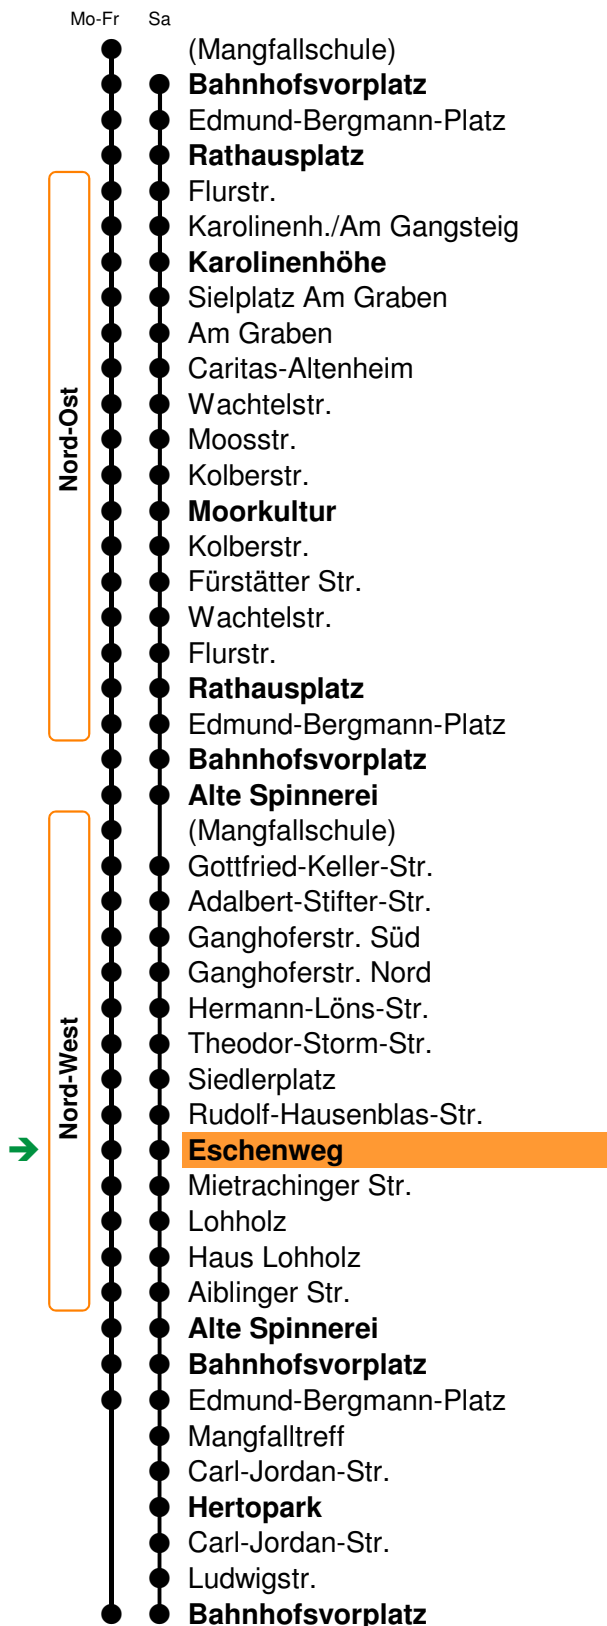 Mo-Fr Sa
(Mangfallschule)
Bahnhofsvorplatz
Edmund-Bergmann-Platz
Rathausplatz
Flurstr.
Karolinenh./Am Gangsteig
Karolinenhöhe
Sielplatz Am Graben
Am Graben
Caritas-Altenheim
Wachtelstr.
Moosstr.
Kolberstr.
Moorkultur
Kolberstr.
Fürstätter Str.
Wachtelstr.
Flurstr.
Rathausplatz
Edmund-Bergmann-Platz
Nord-Ost
Bahnhofsvorplatz
Alte Spinnerei
(Mangfallschule)
Gottfried-Keller-Str.
Adalbert-Stifter-Str.
Ganghoferstr. Süd
Ganghoferstr. Nord
Hermann-Löns-Str.
Theodor-Storm-Str.
Siedlerplatz
Rudolf-Hausenblas-Str.
Eschenweg
Mietrachinger Str.
Lohholz
Haus Lohholz
Aiblinger Str.
Nord-West
Alte Spinnerei
Bahnhofsvorplatz
Edmund-Bergmann-Platz
Mangfalltreff
Carl-Jordan-Str.
Hertopark
Carl-Jordan-Str.
Ludwigstr.
Bahnhofsvorplatz